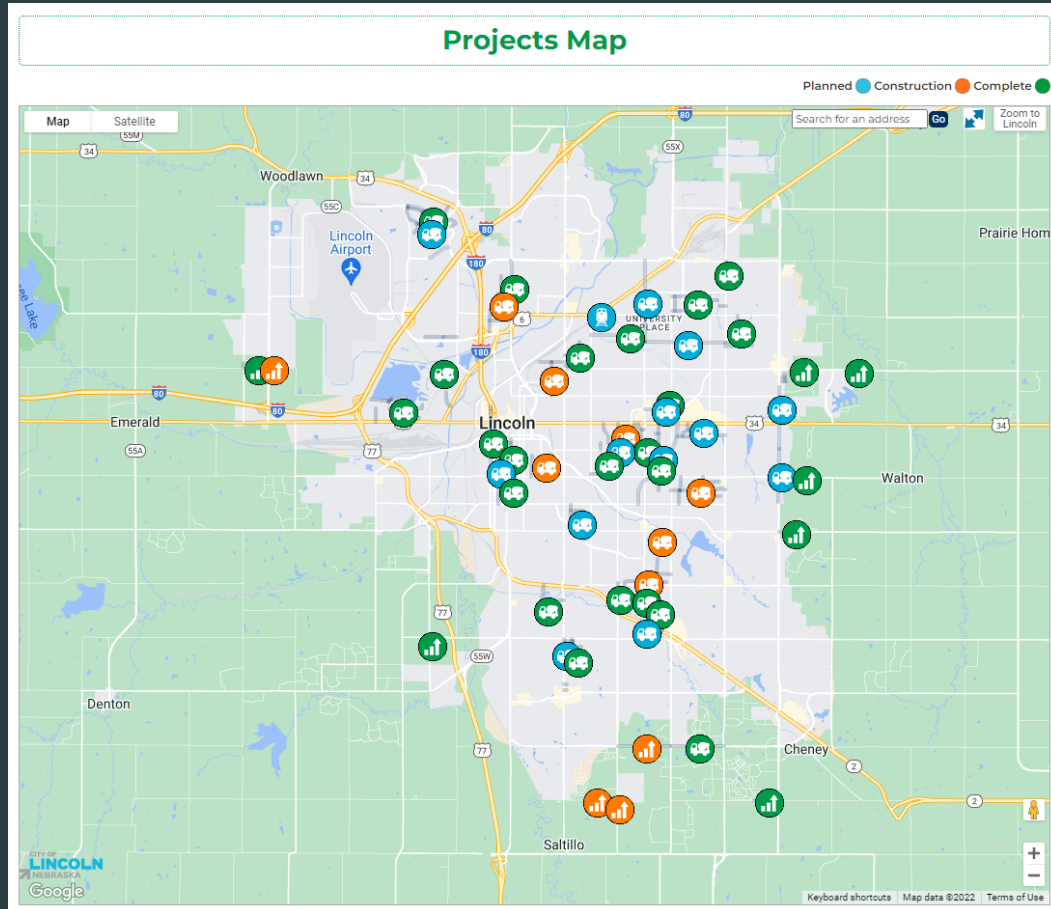 Projects Map
Planned Construction Complete
Map Satellite
Search for an address Go
Zoom to
Lincoln
80
55M
34
55X
Woodlawn
34
55C
80
Lincoln
Airport
Prairie Hom
180
ee Lake
6
UNIVERSITY
PLACE
180
80
80
Emerald
Lincoln
34
34
77
55A
Walton
77
55W
Denton
77
Cheney
2
2
Saltillo
CITY OF
LINCOLN
NEBRASKA
Google
Keyboard shortcuts Map data ©2022 Terms of Use